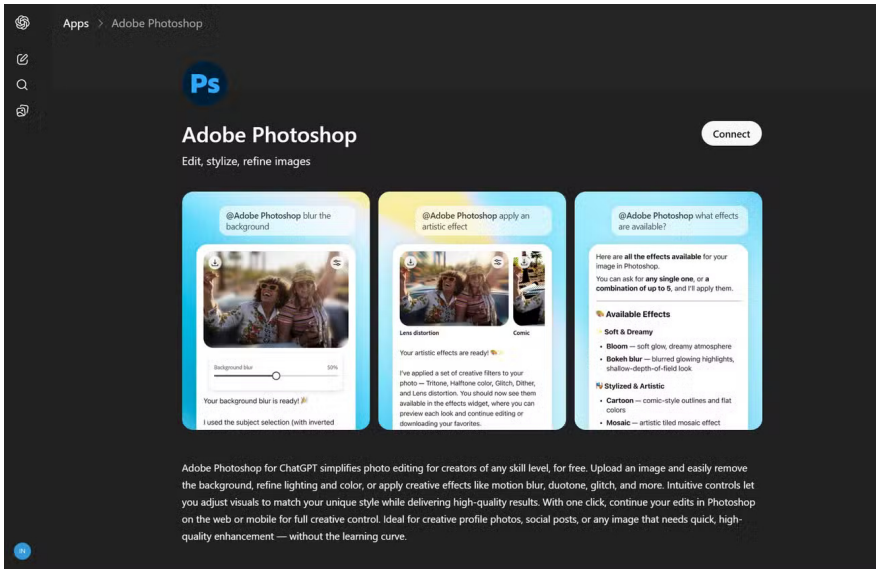 Apps > Adobe Photoshop
Ps
Adobe Photoshop
Connect
Edit, stylize, refine images
@Adobe Photoshop blur the
background
Background blur 50%
Your background blur is ready! 🎉
I used the subject selection (with inverted
@Adobe Photoshop apply an
artistic effect
Lens distortion Comic
Your artistic effects are ready! 🎨✨
I've applied a set of creative filters to your
photo — Tritone, Halftone color, Glitch, Dither,
and Lens distortion. You should now see them
available in the effects widget, where you can
preview each look and continue editing or
downloading your favorites.
@Adobe Photoshop what effects
are available?
Here are all the effects available for your
image in Photoshop.
You can ask for any single one, or a
combination of up to 5, and I'll apply them.
🎨 Available Effects
✨ Soft & Dreamy
• Bloom — soft glow, dreamy atmosphere
• Bokeh blur — blurred glowing highlights,
shallow-depth-of-field look
🎭 Stylized & Artistic
• Cartoon — comic-style outlines and flat
colors
• Mosaic — artistic tiled mosaic effect
Adobe Photoshop for ChatGPT simplifies photo editing for creators of any skill level, for free. Upload an image and easily remove
the background, refine lighting and color, or apply creative effects like motion blur, duotone, glitch, and more. Intuitive controls let
you adjust visuals to match your unique style while delivering high-quality results. With one click, continue your edits in Photoshop
on the web or mobile for full creative control. Ideal for creative profile photos, social posts, or any image that needs quick, high-
quality enhancement — without the learning curve.
IN